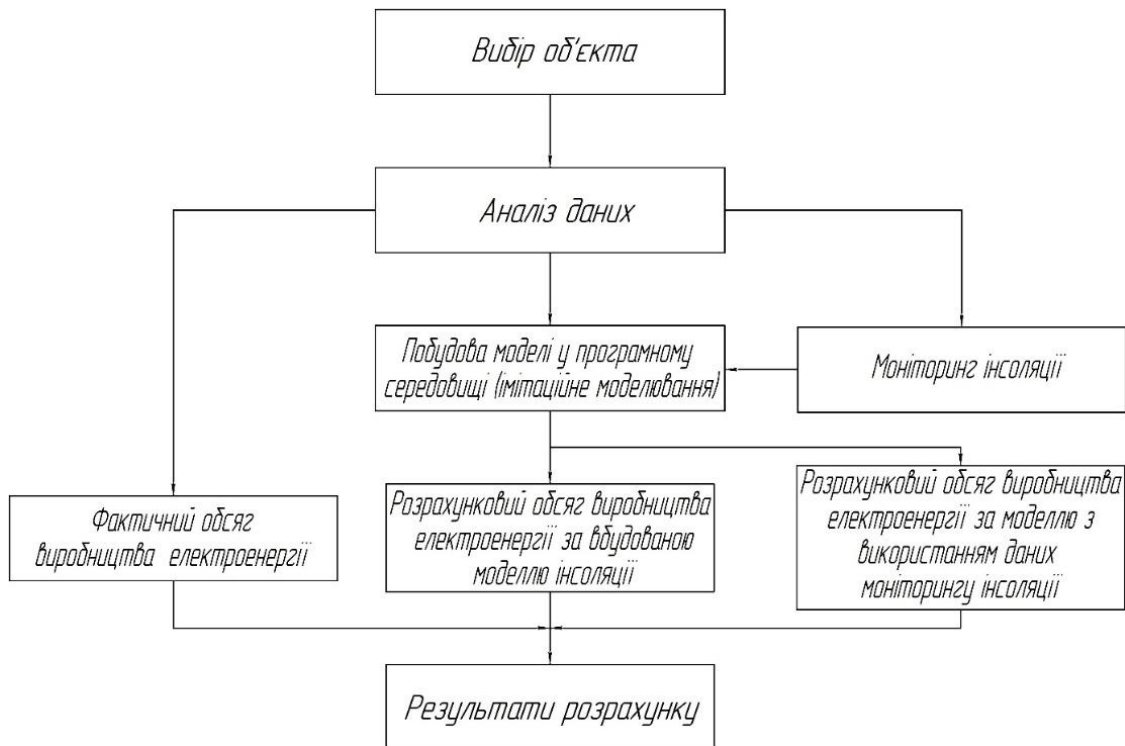 Вибір об'єкта
Аналіз даних
Побудова моделі у програмному
середовищі (імітаційне моделювання)
Моніторинг інсоляції
Фактичний обсяг
виробництва електроенергії
Розрахунковий обсяг виробництва
електроенергії за вбудованою
моделлю інсоляції
Розрахунковий обсяг виробництва
електроенергії за моделлю з
використанням даних
моніторингу інсоляції
Результати розрахунку